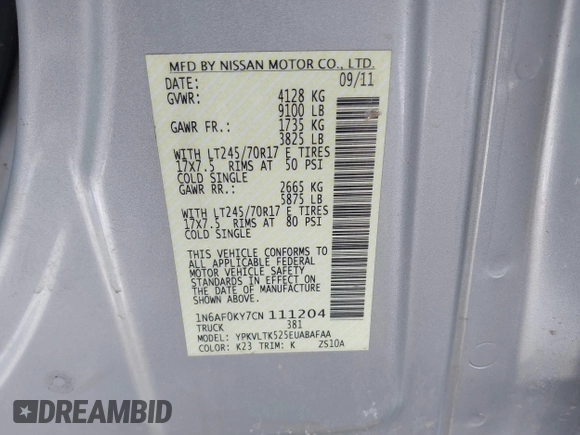 MFD BY NISSAN MOTOR CO., LTD.
DATE: 09/11
GVWR: 4128 KG
9100 LB
GAWR FR.: 1735 KG
3825 LB
WITH LT245/70R17 E TIRES
17X7.5 RIMS AT 50 PSI
COLD SINGLE
GAWR RR.: 2665 KG
5875 LB
WITH LT245/70R17 E TIRES
17X7.5 RIMS AT 80 PSI
COLD SINGLE
THIS VEHICLE CONFORMS TO
ALL APPLICABLE FEDERAL
MOTOR VEHICLE SAFETY
STANDARDS IN EFFECT ON
THE DATE OF MANUFACTURE
SHOWN ABOVE.
1N6AF0KY7CN 111204
TRUCK 381
MODEL: YPKVLTK525EUABAFAA
COLOR: K23 TRIM: K ZS10A
DREAMBID